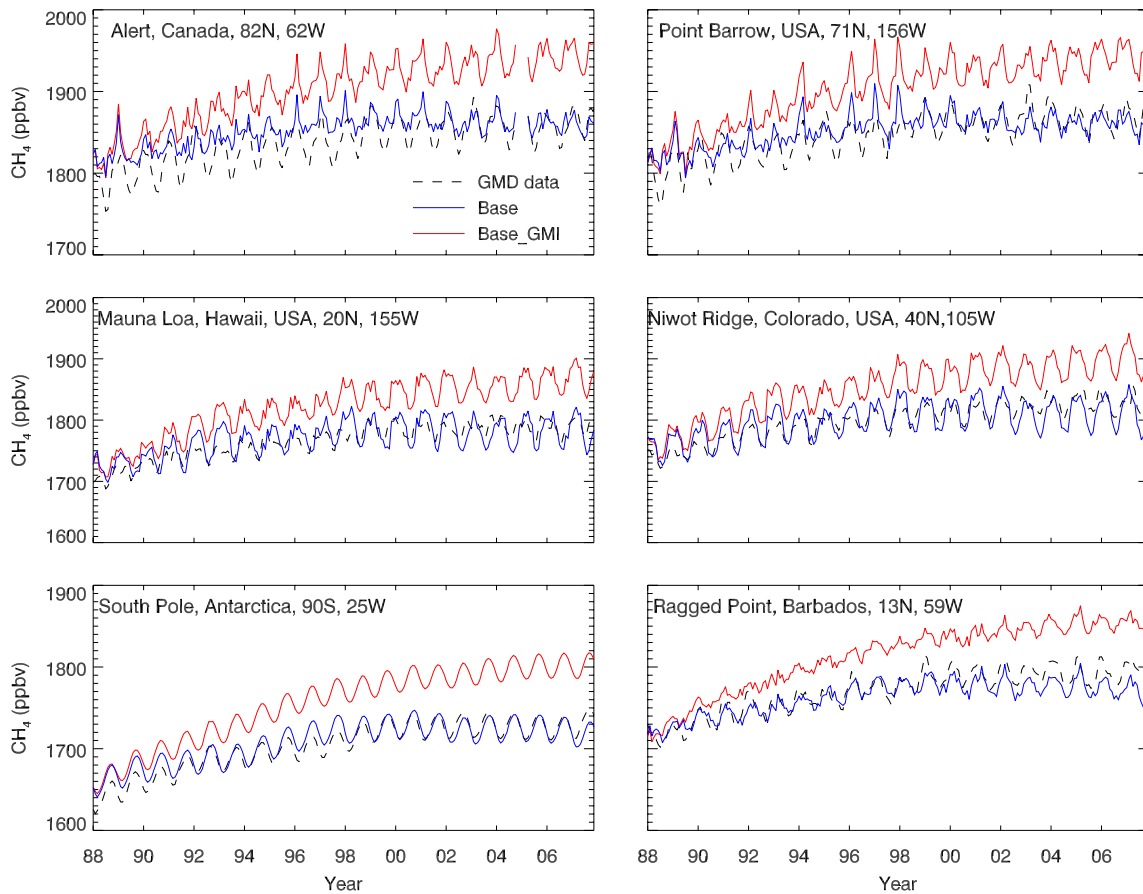 2000
1900
1800
1700
CH4 (ppbv)
Alert, Canada, 82N, 62W
GMD data
Base
Base_GMI
Point Barrow, USA, 71N, 156W
2000
1900
1800
1700
1600
CH4 (ppbv)
Mauna Loa, Hawaii, USA, 20N, 155W
Niwot Ridge, Colorado, USA, 40N,105W
1900
1800
1700
1600
CH4 (ppbv)
South Pole, Antarctica, 90S, 25W
88 90 92 94 96 98 00 02 04 06
Year
Ragged Point, Barbados, 13N, 59W
88 90 92 94 96 98 00 02 04 06
Year